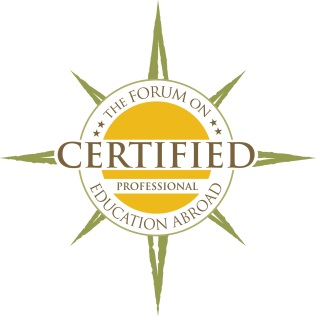 THE FORUM ON
CERTIFIED
PROFESSIONAL
EDUCATION ABROAD